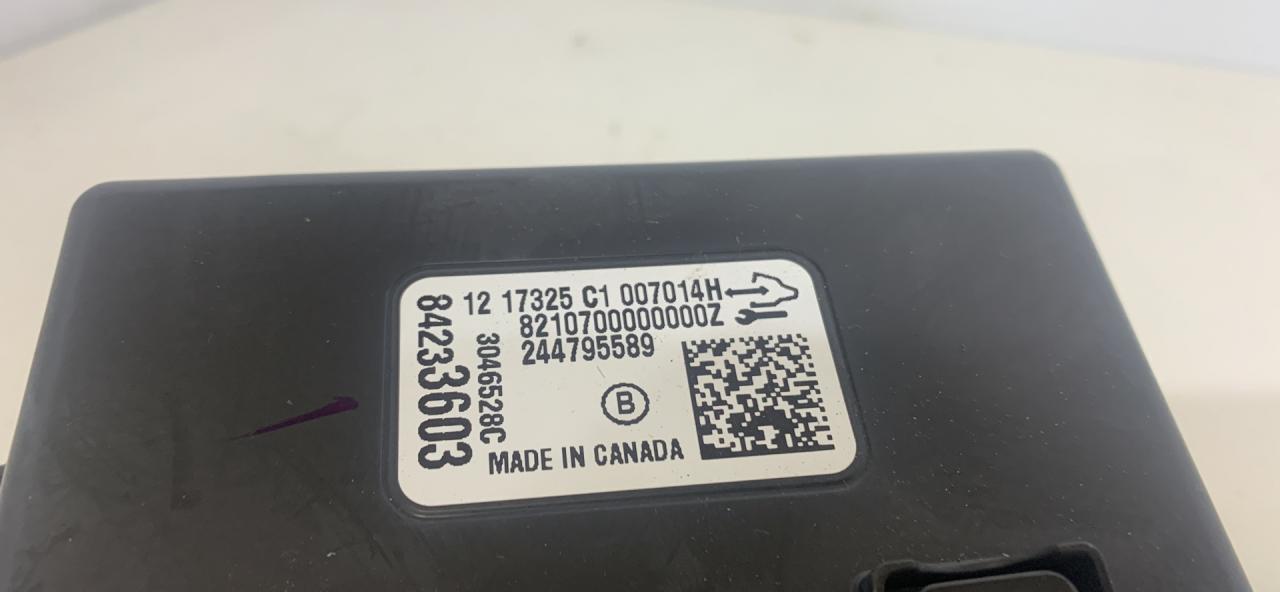 12 17325 C1 007014H
8210700000000Z
244795589
84233603
3046528C
B
MADE IN CANADA